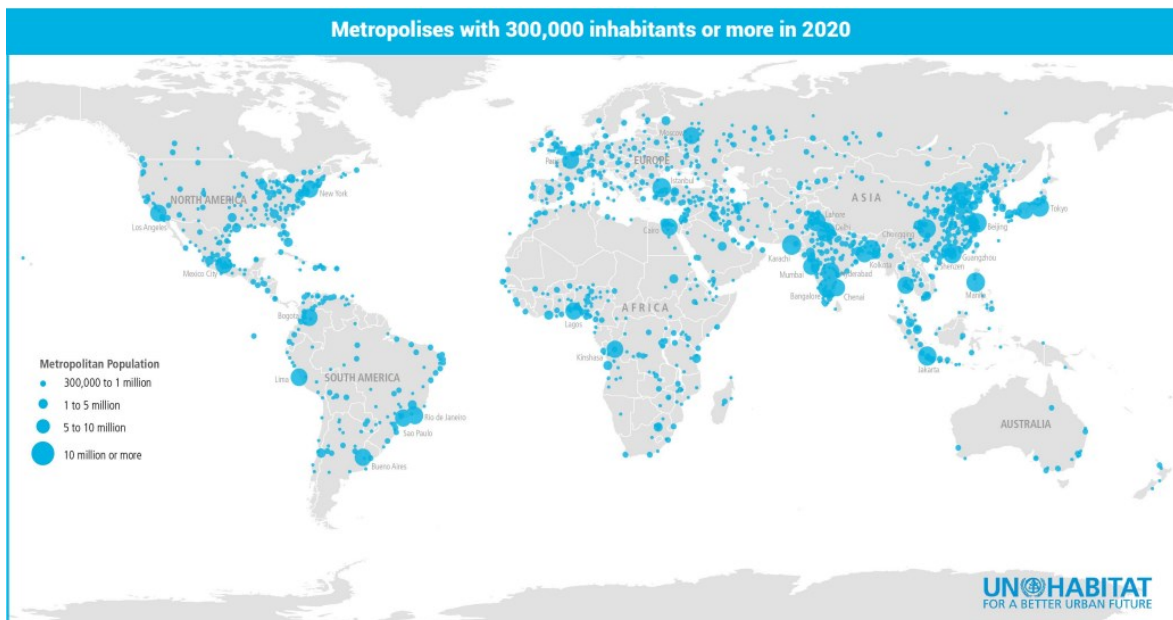 Metropolises with 300,000 inhabitants or more in 2020
Moscow
Paris
EUROPE
Istanbul
New York
NORTH AMERICA
Los Angeles
ASIA
Tokyo
Beijing
Lahore
Delhi
Chongqing
Cairo
Karachi
Guangzhou
Shenzen
Kolkota
Mexico City
Mumbai
Hyderabad
Manila
Bangalore
Chenai
Bogota
AFRICA
Lagos
Kinshasa
Jakarta
Metropolitan Population
300,000 to 1 million
1 to 5 million
5 to 10 million
10 million or more
Lima
SOUTH AMERICA
Rio de Janeiro
Sao Paulo
Bueno Aires
AUSTRALIA
UN HABITAT
FOR A BETTER URBAN FUTURE